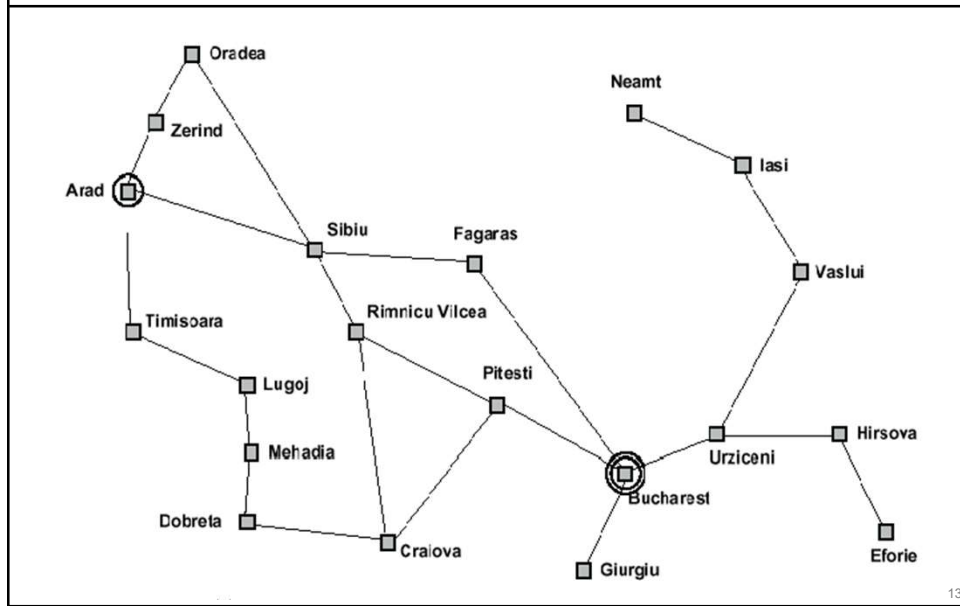 Oradea
Neamt
Zerind
Iasi
Arad
Sibiu
Fagaras
Vaslui
Rimnicu Vilcea
Timisoara
Pitesti
Lugoj
Hirsova
Mehadia
Urziceni
Bucharest
Dobreta
Craiova
Eforie
Giurgiu
13